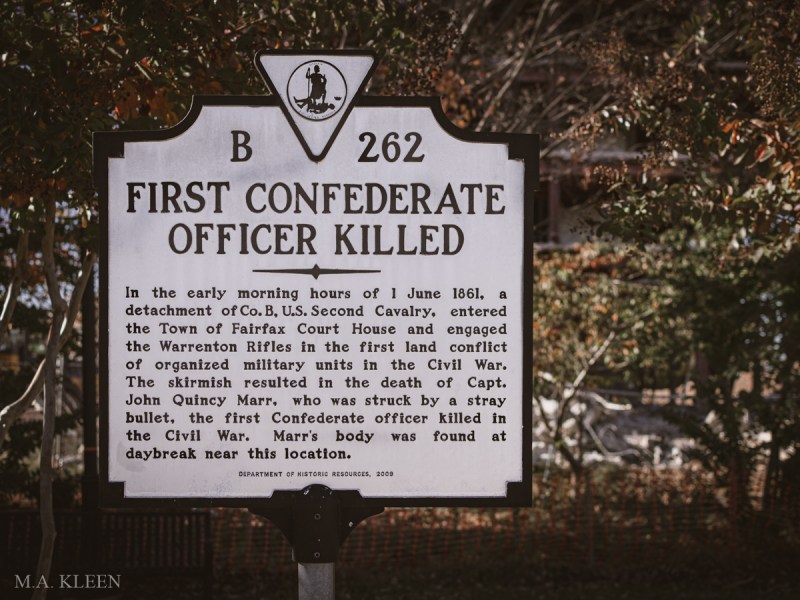 B 262
FIRST CONFEDERATE
OFFICER KILLED
In the early morning hours of 1 June 1861, a
detachment of Co. B, U.S. Second Cavalry, entered
the Town of Fairfax Court House and engaged
the Warrenton Rifles in the first land conflict
of organized military units in the Civil War.
The skirmish resulted in the death of Capt.
John Quincy Marr, who was struck by a stray
bullet, the first Confederate officer killed in
the Civil War. Marr's body was found at
daybreak near this location.
DEPARTMENT OF HISTORIC RESOURCES, 2009
M.A. KLEEN